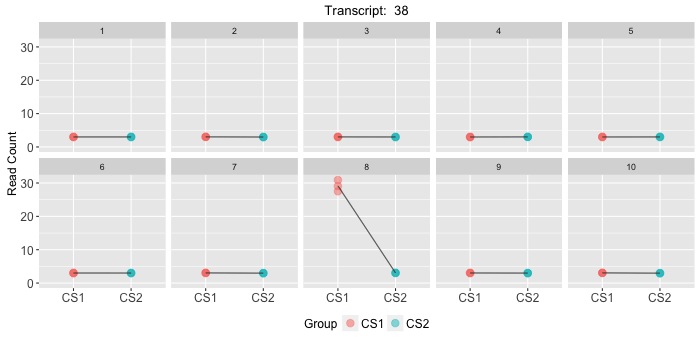 Transcript: 38
1 2 3 4 5
30
20
10
0
Read Count
6 7 8 9 10
30
20
10
0
CS1 CS2 CS1 CS2 CS1 CS2 CS1 CS2 CS1 CS2
Group CS1 CS2